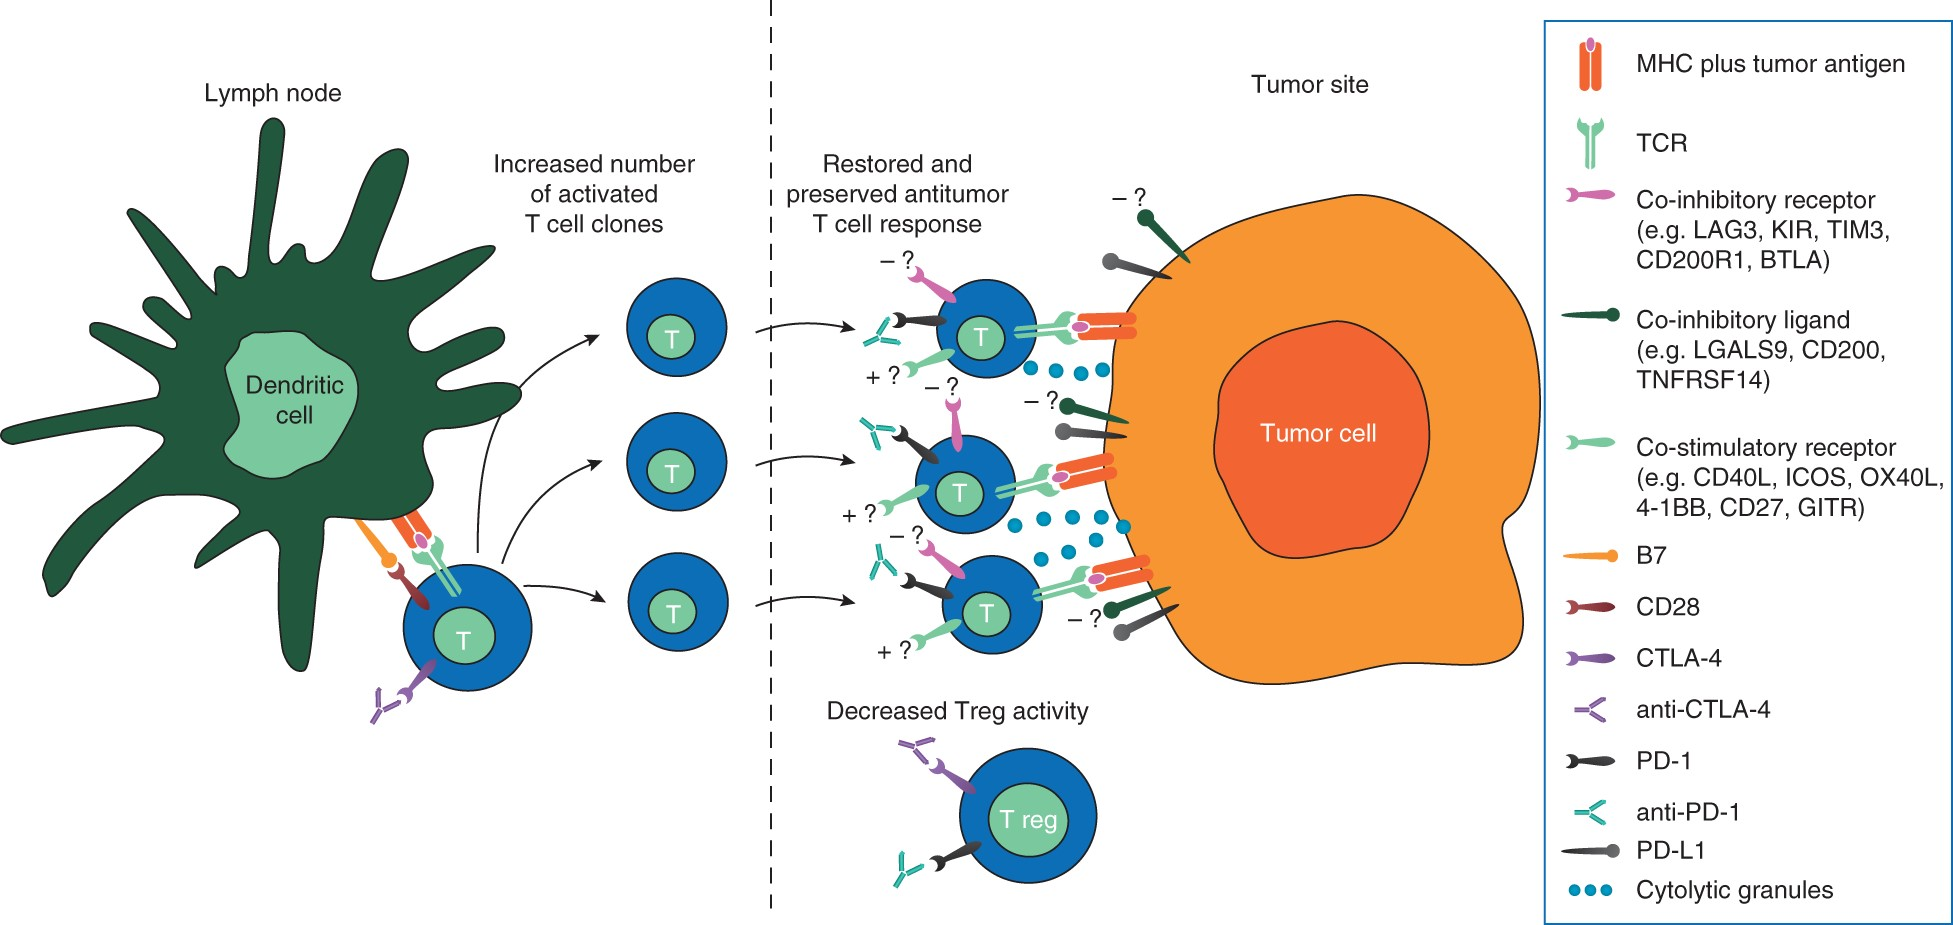 Lymph node
Increased number
of activated
T cell clones
Dendritic
cell
T
T
T
T
Restored and
preserved antitumor
T cell response
Tumor site
– ?
– ?
T
+ ?
– ?
– ?
T
+ ?
– ?
T
– ?
+ ?
Tumor cell
Decreased Treg activity
T reg
MHC plus tumor antigen
TCR
Co-inhibitory receptor
(e.g. LAG3, KIR, TIM3,
CD200R1, BTLA)
Co-inhibitory ligand
(e.g. LGALS9, CD200,
TNFRSF14)
Co-stimulatory receptor
(e.g. CD40L, ICOS, OX40L,
4-1BB, CD27, GITR)
B7
CD28
CTLA-4
anti-CTLA-4
PD-1
anti-PD-1
PD-L1
Cytolytic granules